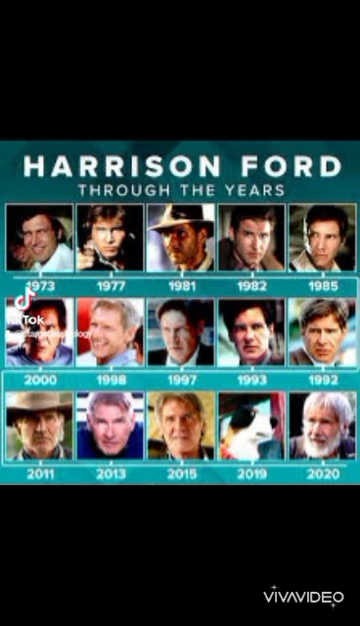 HARRISON FORD
THROUGH THE YEARS
1973 1977 1981 1982 1985
TikTok
2000 1998 1997 1993 1992
2011 2013 2015 2019 2020
VIVAVIDEO